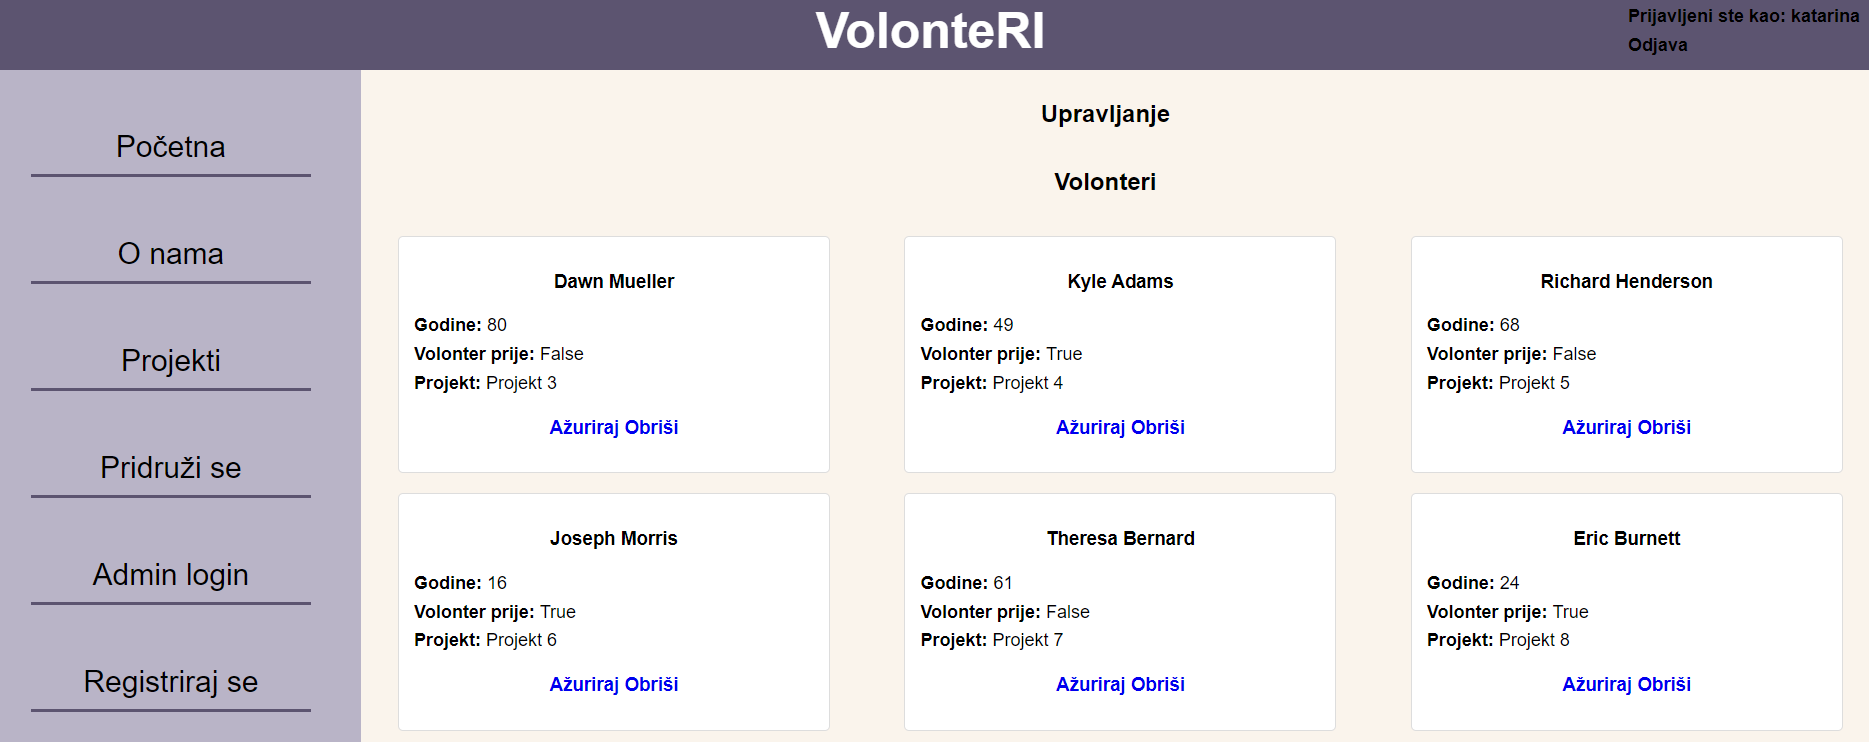 VolonteRI
Prijavljeni ste kao: katarina
Odjava
Početna
O nama
Projekti
Pridruži se
Admin login
Registriraj se
Upravljanje
Volonteri
Dawn Mueller
Godine: 80
Volonter prije: False
Projekt: Projekt 3
Ažuriraj Obriši
Kyle Adams
Godine: 49
Volonter prije: True
Projekt: Projekt 4
Ažuriraj Obriši
Richard Henderson
Godine: 68
Volonter prije: False
Projekt: Projekt 5
Ažuriraj Obriši
Joseph Morris
Godine: 16
Volonter prije: True
Projekt: Projekt 6
Ažuriraj Obriši
Theresa Bernard
Godine: 61
Volonter prije: False
Projekt: Projekt 7
Ažuriraj Obriši
Eric Burnett
Godine: 24
Volonter prije: True
Projekt: Projekt 8
Ažuriraj Obriši